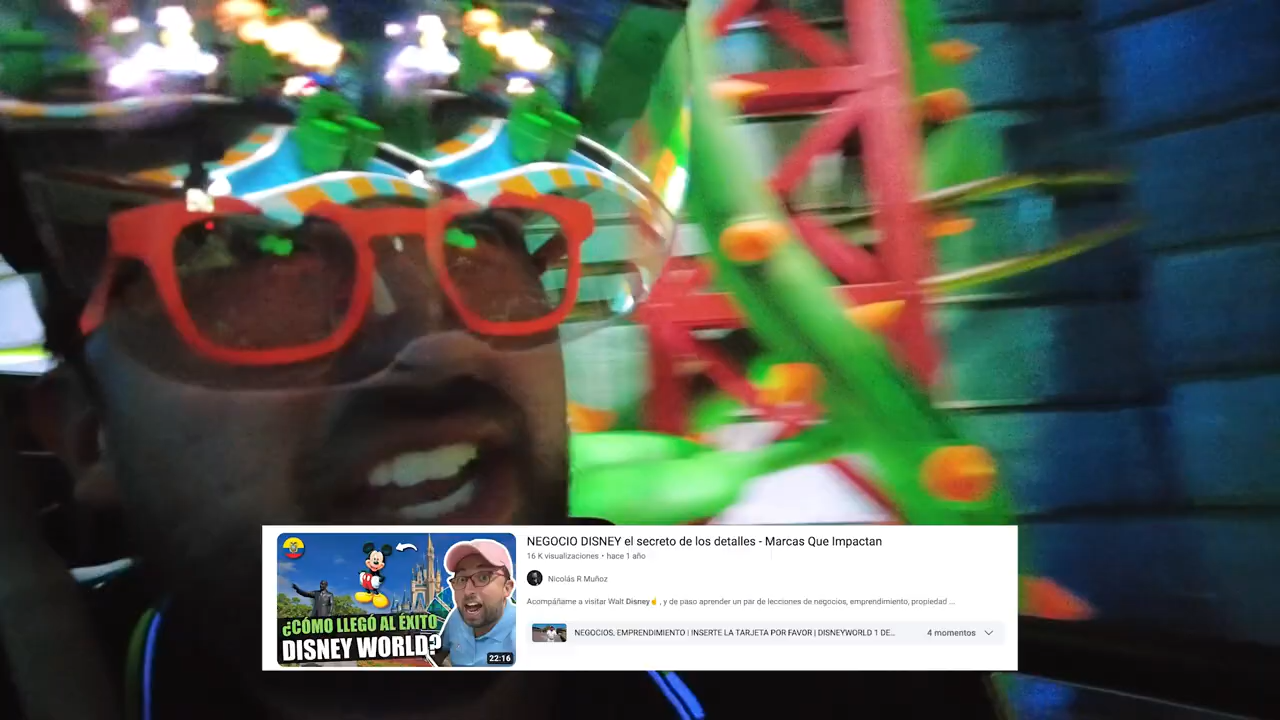 ¿CÓMO LLEGÓ AL ÉXITO
DISNEY WORLD?
22:16
NEGOCIO DISNEY el secreto de los detalles - Marcas Que Impactan
16 K visualizaciones • hace 1 año
Nicolás R Muñoz
Acompáñame a visitar Walt Disney☝, y de paso aprender un par de lecciones de negocios, emprendimiento, propiedad ...
NEGOCIOS, EMPRENDIMIENTO | INSERTE LA TARJETA POR FAVOR | DISNEYWORLD 1 DE...
4 momentos